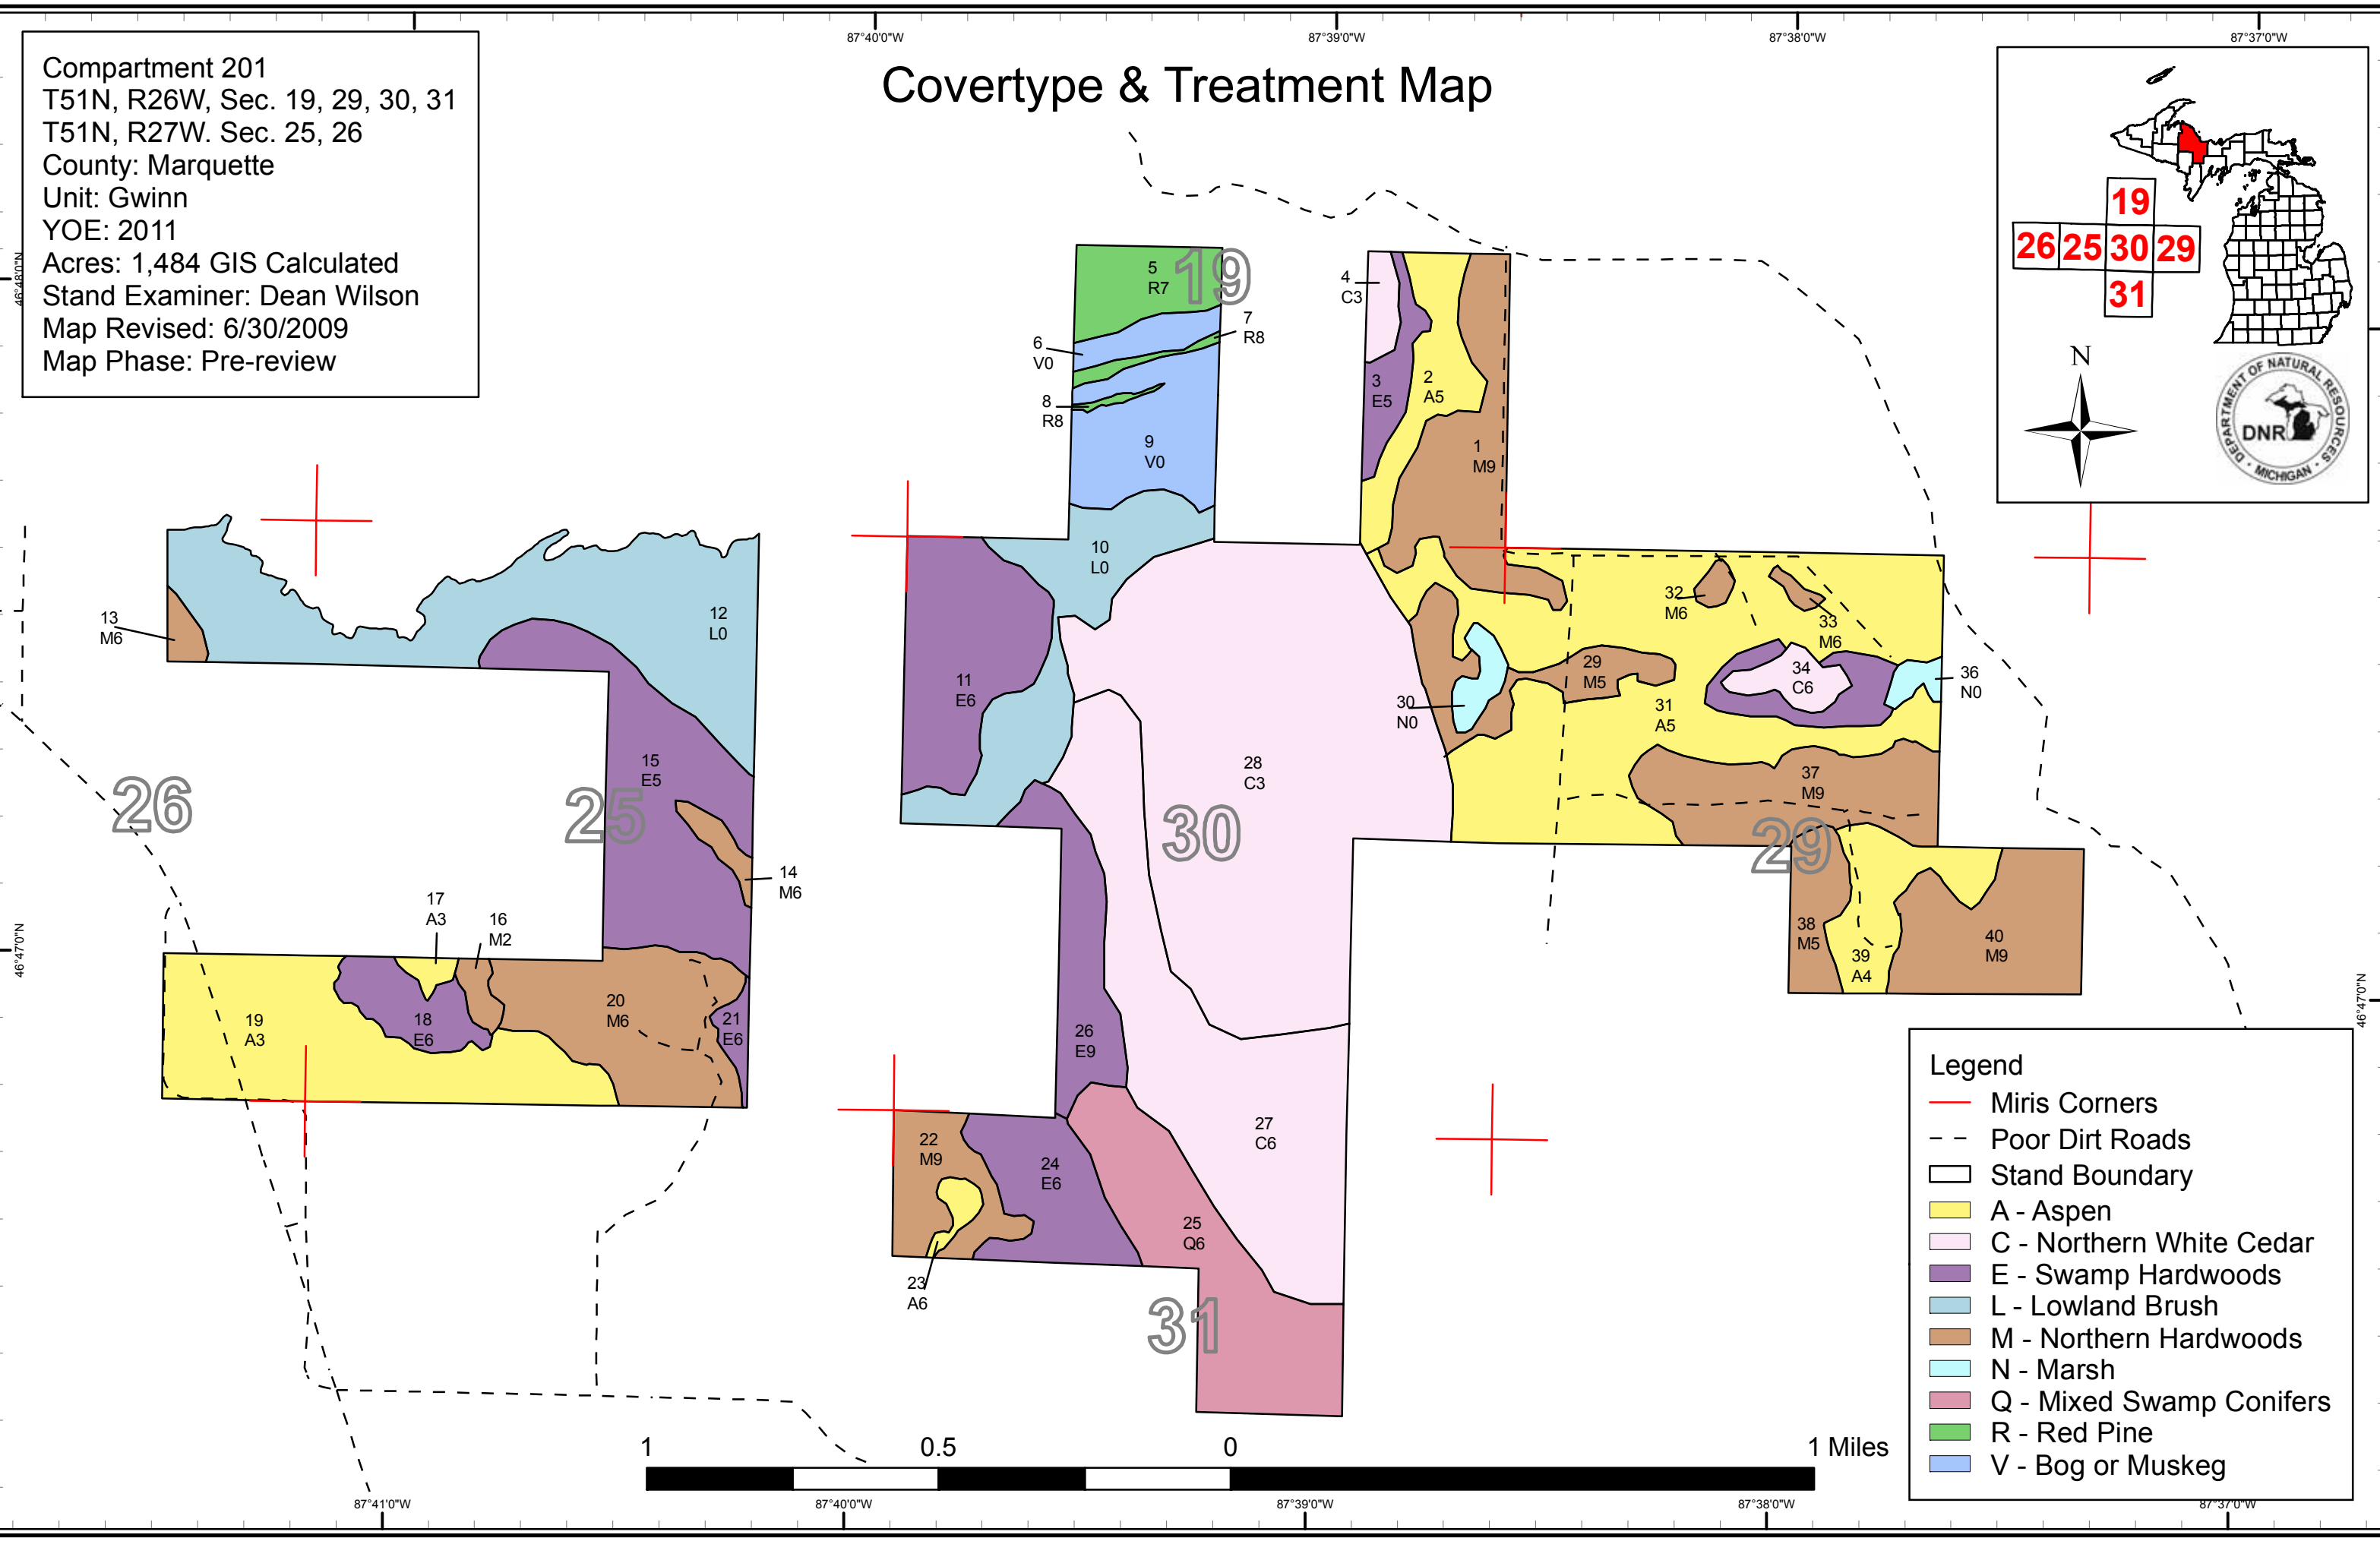 87°40'0"W
87°39'0"W
87°38'0"W
87°37'0"W
Compartment 201
T51N, R26W, Sec. 19, 29, 30, 31
T51N, R27W. Sec. 25, 26
County: Marquette
Unit: Gwinn
YOE: 2011
Acres: 1,484 GIS Calculated
Stand Examiner: Dean Wilson
Map Revised: 6/30/2009
Map Phase: Pre-review
Covertype & Treatment Map
19
26
25
30
29
31
N
DEPARTMENT OF NATURAL RESOURCES
DNR
MICHIGAN
46°48'0"N
5
R7
19
4
C3
7
R8
6
V0
3
E5
2
A5
8
R8
9
V0
1
M9
10
L0
13
M6
12
L0
32
M6
33
M6
11
E6
29
M5
34
C6
36
N0
30
N0
31
A5
15
E5
28
C3
37
M9
26
25
30
29
14
M6
17
A3
16
M2
38
M5
39
A4
40
M9
46°47'0"N
46°47'0"N
19
A3
18
E6
20
M6
21
E6
26
E9
22
M9
24
E6
27
C6
25
Q6
23
A6
31
Legend
Miris Corners
Poor Dirt Roads
Stand Boundary
A - Aspen
C - Northern White Cedar
E - Swamp Hardwoods
L - Lowland Brush
M - Northern Hardwoods
N - Marsh
Q - Mixed Swamp Conifers
R - Red Pine
V - Bog or Muskeg
1
0.5
0
1 Miles
87°41'0"W
87°40'0"W
87°39'0"W
87°38'0"W
87°37'0"W